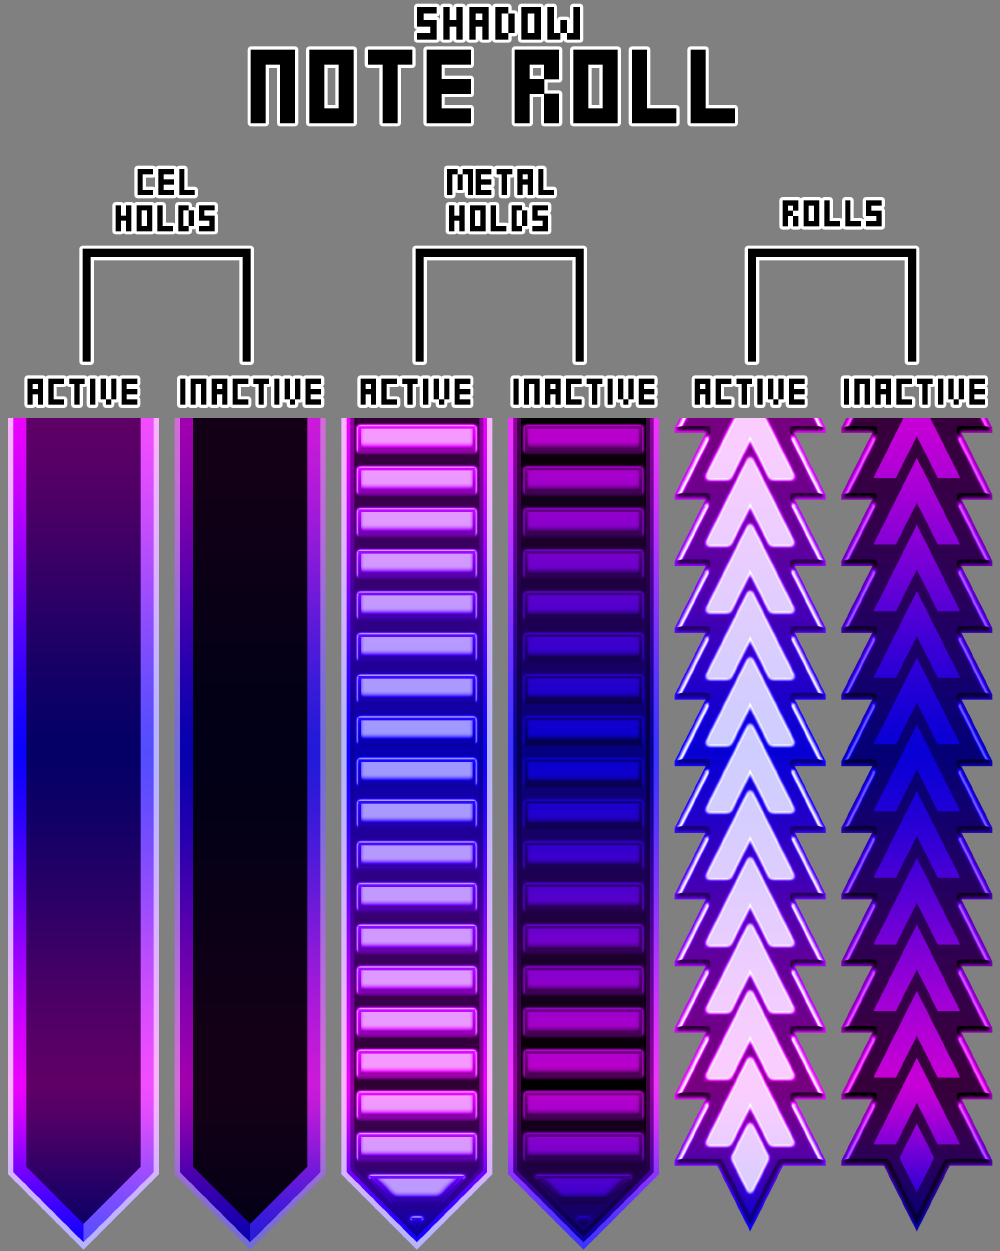 SHADOW
NOTE ROLL
CEL
HOLDS
METAL
HOLDS
ROLLS
ACTIVE INACTIVE ACTIVE INACTIVE ACTIVE INACTIVE